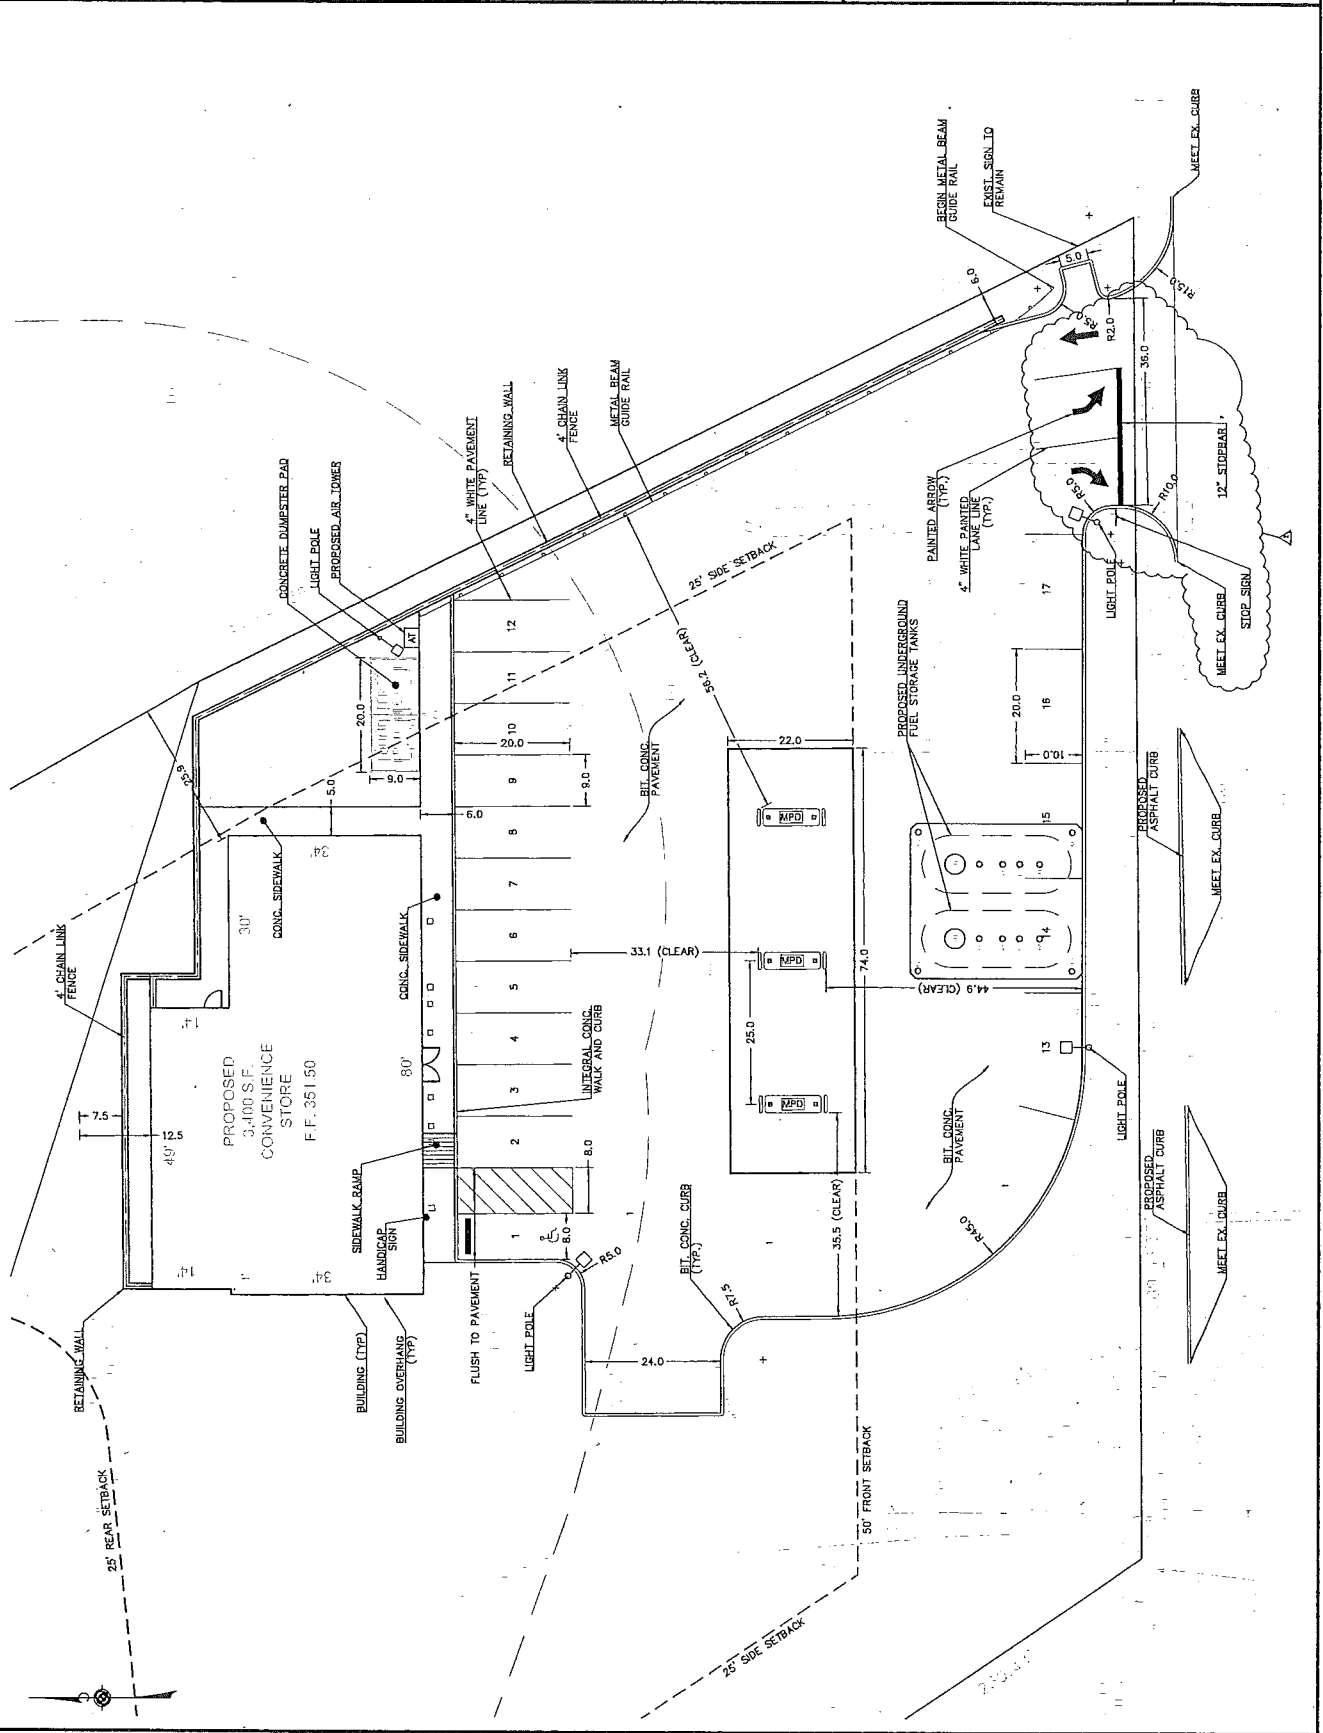 CONCRETE DUMPSTER PAD
LIGHT POLE
PROPOSED AIR TOWER
4" WHITE PAVEMENT
LINE (TYP)
RETAINING WALL
4' CHAIN LINK
FENCE
METAL BEAM
GUIDE RAIL
BEGIN METAL BEAM
GUIDE RAIL
EXIST. SIGN TO
REMAIN
MEET EX. CURB
6.0
5.0
R5.0
R2.0
R15.0
36.0
PAINTED ARROW
(TYP.)
4" WHITE PAINTED
LANE LINE
(TYP.)
R5.0
R10.0
12" STOPBAR
LIGHT POLE
MEET EX. CURB
STOP SIGN
25' SIDE SETBACK
56.2 (CLEAR)
AT
20.0
9.0
5.0
25.9
6.0
12
11
10
20.0
9
9.0
8
7
6
5
4
3
2
1
8.0
8.0
BIT. CONC.
PAVEMENT
22.0
74.0
MPD
MPD
MPD
33.1 (CLEAR)
25.0
44.9 (CLEAR)
35.5 (CLEAR)
PROPOSED UNDERGROUND
FUEL STORAGE TANKS
17
16
20.0
10.0
15
14
13
LIGHT POLE
PROPOSED
ASPHALT CURB
MEET EX. CURB
PROPOSED
ASPHALT CURB
MEET EX. CURB
BIT. CONC.
PAVEMENT
R45.0
BIT. CONC. CURB
(TYP.)
R7.5
24.0
R5.0
LIGHT POLE
FLUSH TO PAVEMENT
HANDICAP
SIGN
SIDEWALK RAMP
INTEGRAL CONC.
WALK AND CURB
CONC. SIDEWALK
CONC. SIDEWALK
4' CHAIN LINK
FENCE
34'
30'
14'
80'
PROPOSED
3,400 S.F.
CONVENIENCE
STORE
F.F. 351.50
49'
7.5
12.5
14'
34'
RETAINING WALL
BUILDING (TYP)
BUILDING OVERHANG
(TYP)
25' REAR SETBACK
50' FRONT SETBACK
25' SIDE SETBACK